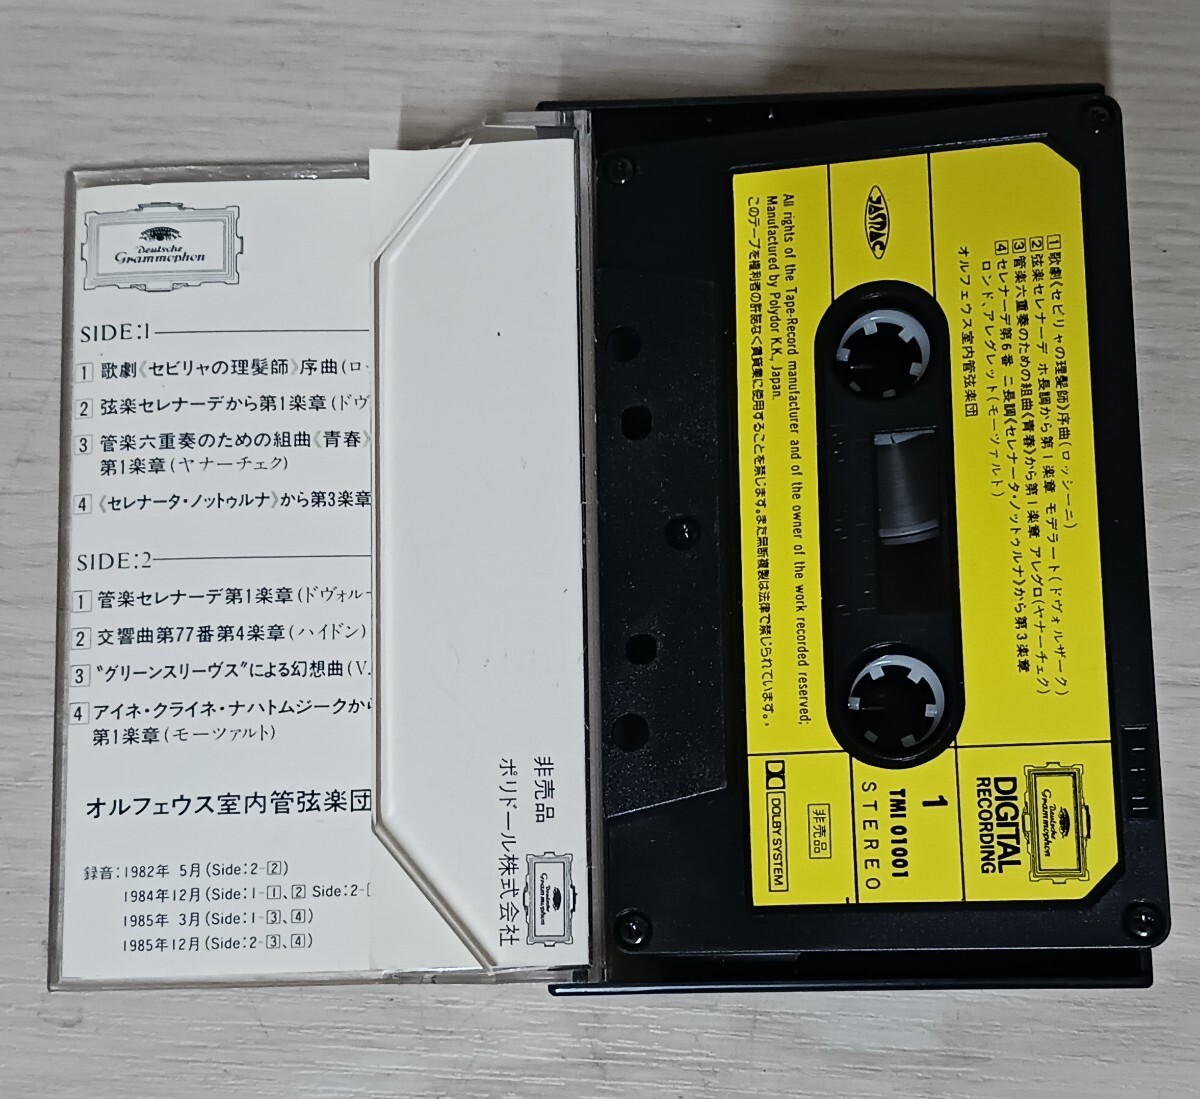 Deutsche
Grammophon
SIDE:1
1 歌劇《セビリャの理髪師》序曲(ロッ
2 弦楽セレナーデから第1楽章(ドヴ
3 管楽六重奏のための組曲《青春》
第1楽章(ヤナーチェク)
4 《セレナータ・ノットゥルナ》から第3楽章
SIDE:2
1 管楽セレナーデ第1楽章(ドヴォルー
2 交響曲第77番第4楽章(ハイドン)
3 "グリーンスリーヴス"による幻想曲(V.
4 アイネ・クライネ・ナハトムジークから
第1楽章(モーツァルト)
オルフェウス室内管弦楽団
録音:1982年 5月(Side:2-2)
1984年12月(Side:1-1、2 Side:2-
1985年 3月(Side:1-3、4)
1985年12月(Side:2-3、4)
非売品
ポリドール株式会社
Deutsche
Grammophon
1 歌劇《セビリャの理髪師》序曲(ロッシーニ)
2 弦楽セレナーデ ホ長調から第1楽章 モデラート(ドヴォルザーク)
3 管楽六重奏のための組曲《青春》から第1楽章 アレグロ(ヤナーチェク)
4 セレナーデ第6番 ニ長調《セレナータ・ノットゥルナ》から第3楽章
ロンド、アレグレット(モーツァルト)
オルフェウス室内管弦楽団
JASRAC
All rights of the Tape-Record manufacturer and of the owner of the work recorded reserved;
Manufactured by Polydor K.K., Japan.
このテープを権利者の許諾なく賃貸業に使用することを禁じます。また無断複製は法律で禁じられています。
Deutsche
Grammophon
DIGITAL
RECORDING
1
TMI 01001
STEREO
非売品
DOLBY SYSTEM